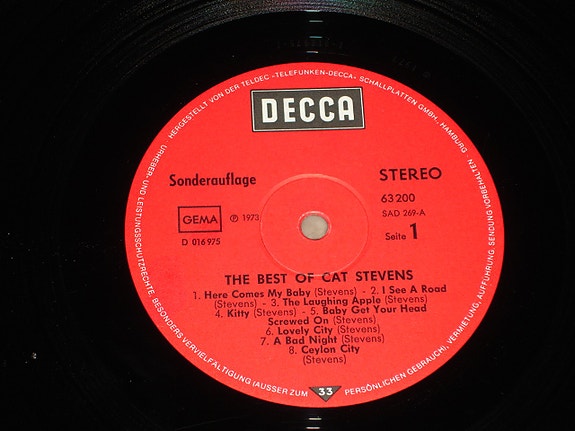 HERGESTELLT VON DER TELDEC »TELEFUNKEN-DECCA« SCHALLPLATTEN GMBH., HAMBURG
DECCA
Sonderauflage
STEREO
63 200
SAD 269-A
GEMA
℗ 1973
D 016 975
Seite 1
THE BEST OF CAT STEVENS
1. Here Comes My Baby (Stevens) - 2. I See A Road
(Stevens) - 3. The Laughing Apple (Stevens)
4. Kitty (Stevens) - 5. Baby Get Your Head
Screwed On (Stevens)
6. Lovely City (Stevens)
7. A Bad Night (Stevens)
8. Ceylon City
(Stevens)
33
URHEBER- UND LEISTUNGSSCHUTZRECHTE, BESONDERS VERVIELFÄLTIGUNG (AUSSER ZUM PERSÖNLICHEN GEBRAUCH), VERMIETUNG, AUFFÜHRUNG, SENDUNG VORBEHALTEN